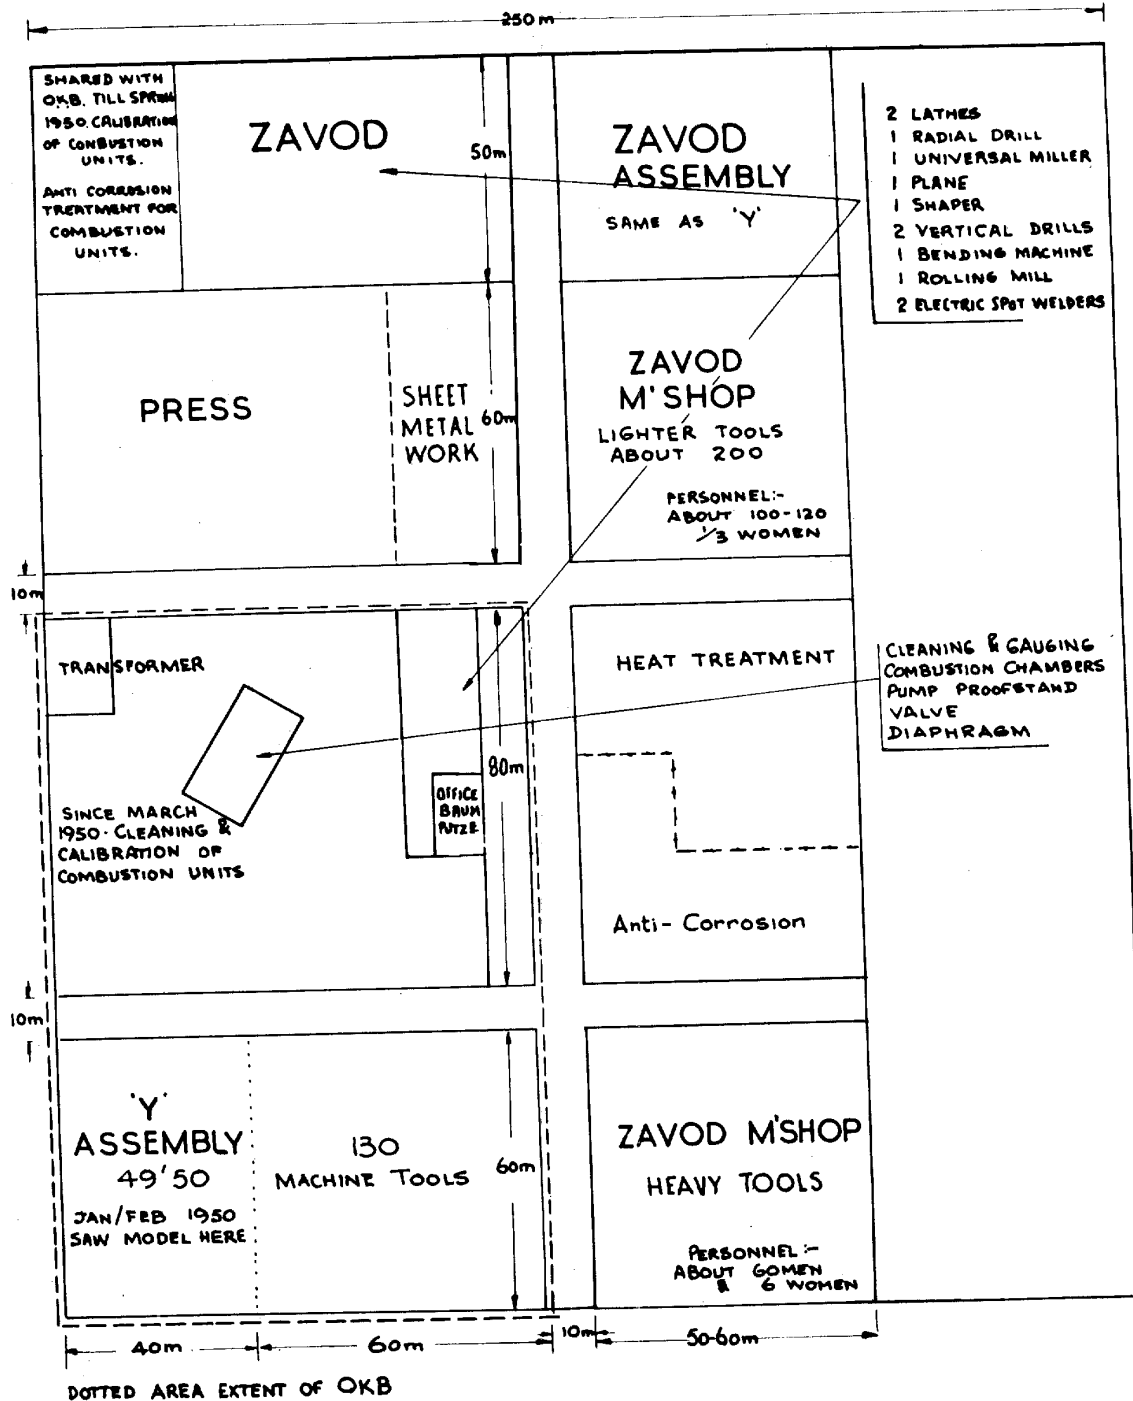 250m
SHARED WITH
OKB. TILL SPRING
1950. CALIBRATION
OF CONBUSTION
UNITS.
ANTI CORROSION
TREATMENT FOR
COMBUSTION
UNITS.
ZAVOD
50m
ZAVOD
ASSEMBLY
SAME AS 'Y'
2 LATHES
1 RADIAL DRILL
1 UNIVERSAL MILLER
1 PLANE
1 SHAPER
2 VERTICAL DRILLS
1 BENDING MACHINE
1 ROLLING MILL
2 ELECTRIC SPOT WELDERS
PRESS
SHEET
METAL
WORK
60m
ZAVOD
M'SHOP
LIGHTER TOOLS
ABOUT 200
PERSONNEL:-
ABOUT 100-120
1/3 WOMEN
10m
TRANSFORMER
SINCE MARCH
1950. CLEANING &
CALIBRATION OF
COMBUSTION UNITS
OFFICE
BAUM
PUTZE
80m
HEAT TREATMENT
Anti-Corrosion
CLEANING & GAUGING
COMBUSTION CHAMBERS
PUMP PROOFSTAND
VALVE
DIAPHRAGM
10m
'Y'
ASSEMBLY
49'50
JAN/FEB 1950
SAW MODEL HERE
130
MACHINE TOOLS
60m
ZAVOD M'SHOP
HEAVY TOOLS
PERSONNEL:-
ABOUT 60MEN
& 6 WOMEN
40m
60m
10m
50-60m
DOTTED AREA EXTENT OF OKB